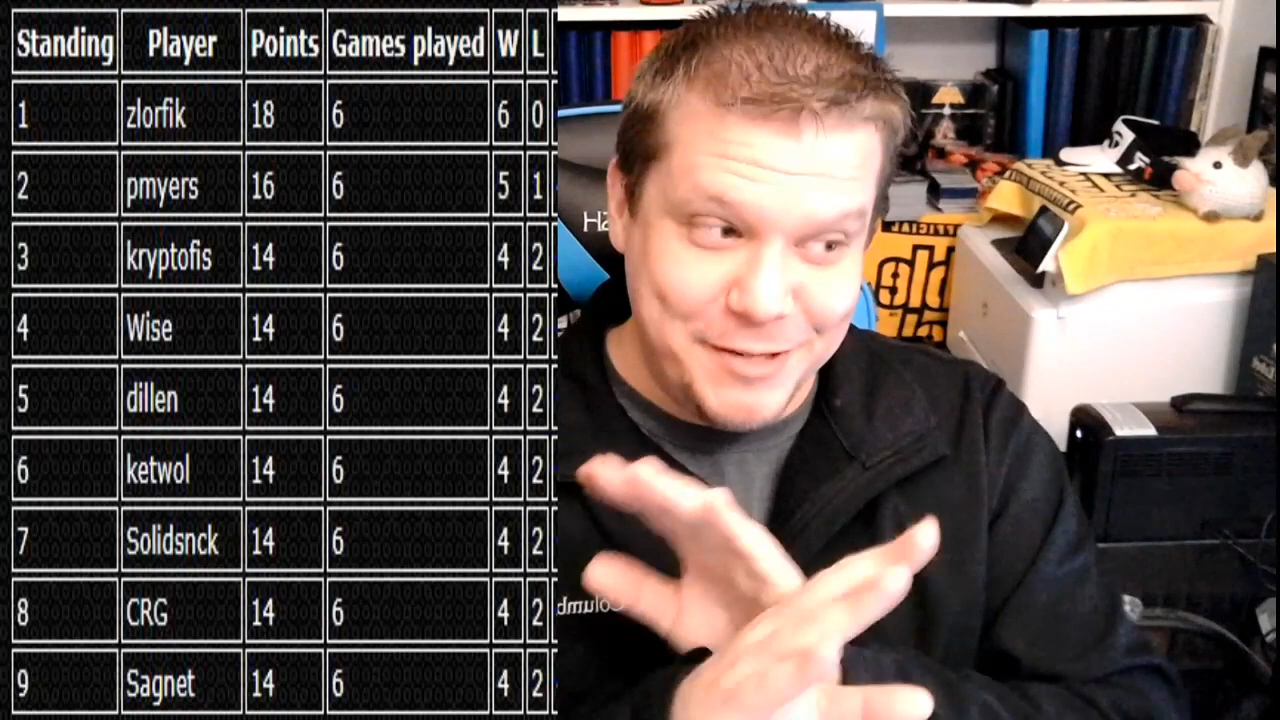 Standing Player Points Games played W L
1 zlorfik 18 6 6 0
2 pmyers 16 6 5 1
3 kryptofis 14 6 4 2
4 Wise 14 6 4 2
5 dillen 14 6 4 2
6 ketwol 14 6 4 2
7 Solidsnck 14 6 4 2
8 CRG 14 6 4 2
9 Sagnet 14 6 4 2
OFFICIAL
Columb